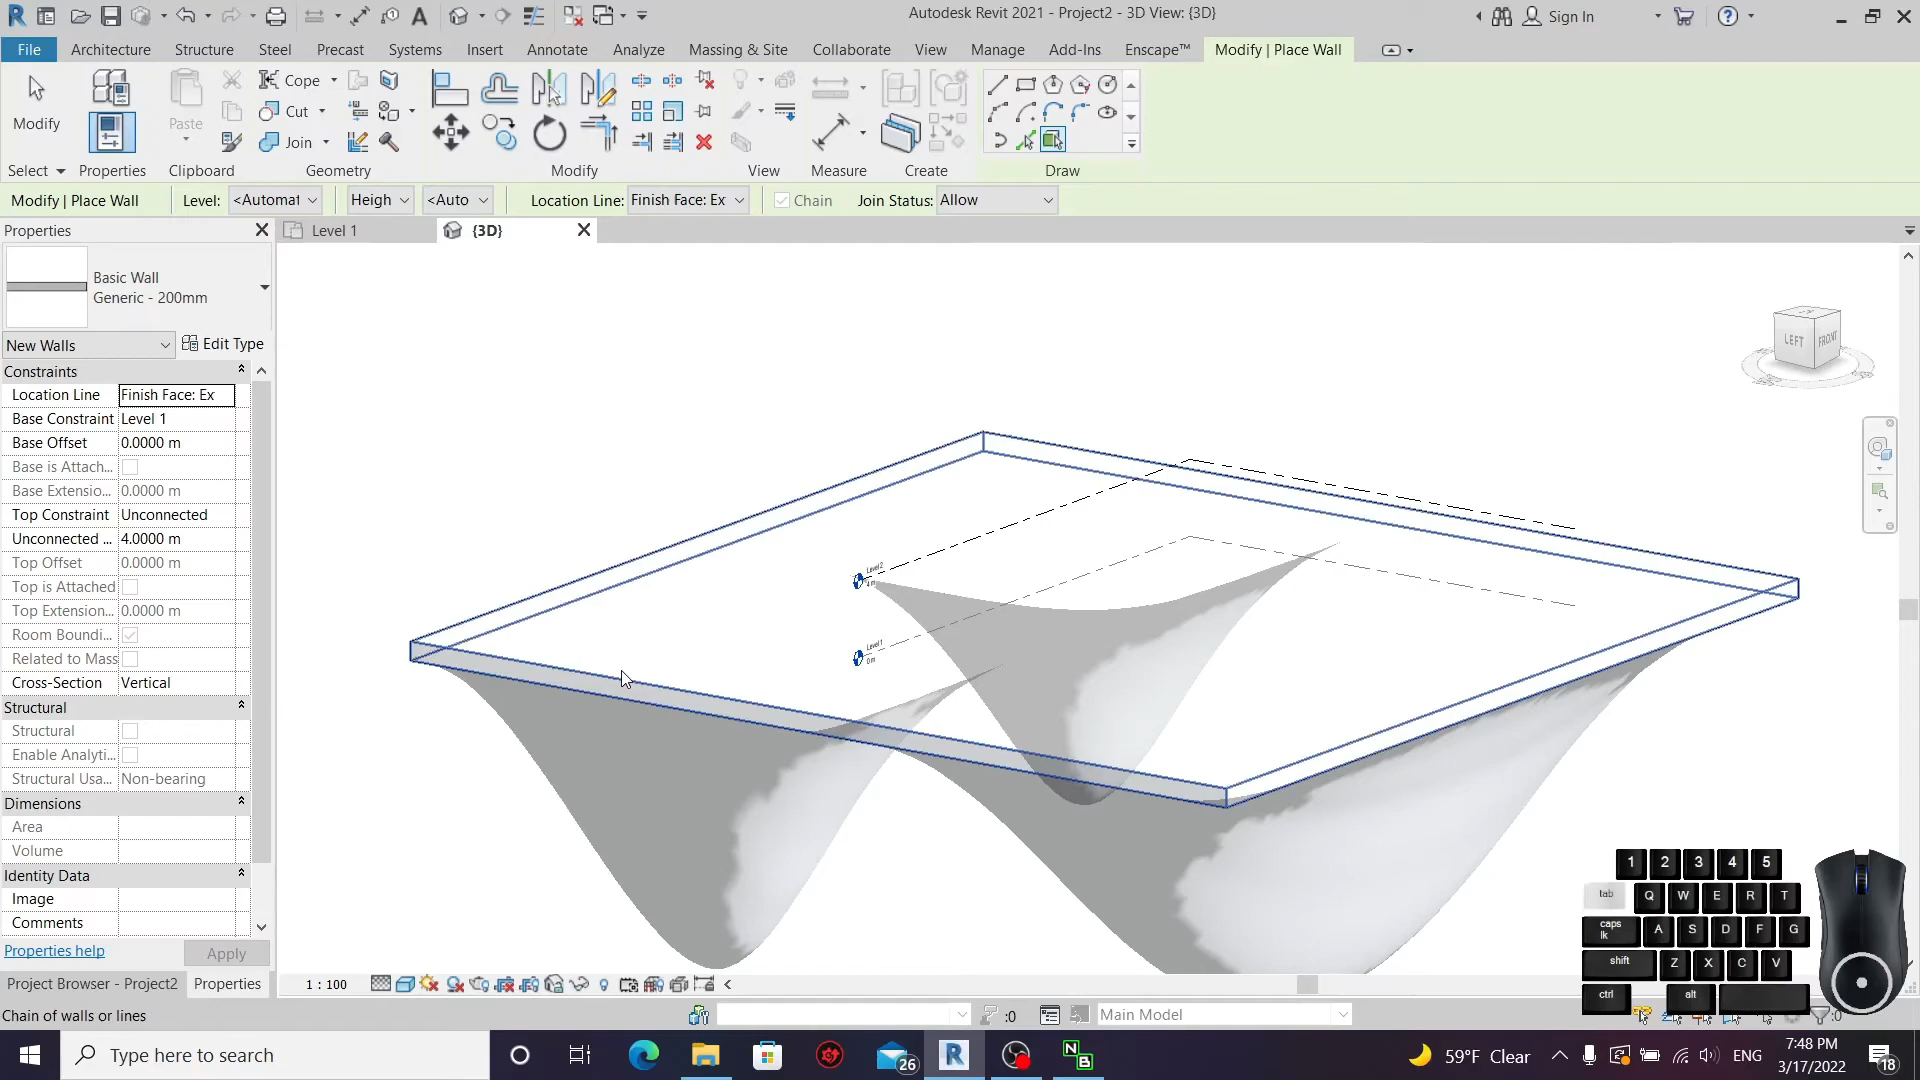 Autodesk Revit 2021 - Project2 - 3D View: {3D}
Sign In
File
Architecture
Structure
Steel
Precast
Systems
Insert
Annotate
Analyze
Massing & Site
Collaborate
View
Manage
Add-Ins
Enscape™
Modify | Place Wall
Modify
Paste
Cope
Cut
Join
Select
Properties
Clipboard
Geometry
Modify
View
Measure
Create
Draw
Modify | Place Wall
Level:
<Automat
Heigh
<Auto
Location Line:
Finish Face: Ex
Chain
Join Status:
Allow
Properties
Level 1
{3D}
Basic Wall
Generic - 200mm
New Walls
Edit Type
Constraints
Location Line
Finish Face: Ex
Base Constraint
Level 1
Base Offset
0.0000 m
Base is Attach...
Base Extensio...
0.0000 m
Top Constraint
Unconnected
Unconnected ...
4.0000 m
Top Offset
0.0000 m
Top is Attached
Top Extension...
0.0000 m
Room Boundi...
Related to Mass
Cross-Section
Vertical
Structural
Structural
Enable Analyti...
Structural Usa...
Non-bearing
Dimensions
Area
Volume
Identity Data
Image
Comments
Properties help
Apply
Project Browser - Project2
Properties
LEFT
FRONT
Level 2
4 m
Level 1
0 m
1 : 100
Chain of walls or lines
:0
Main Model
:0
1 2 3 4 5
tab Q W E R T
caps lk A S D F G
shift Z X C V
ctrl alt
Type here to search
26
R
N
B
59°F Clear
ENG
7:48 PM
3/17/2022
18